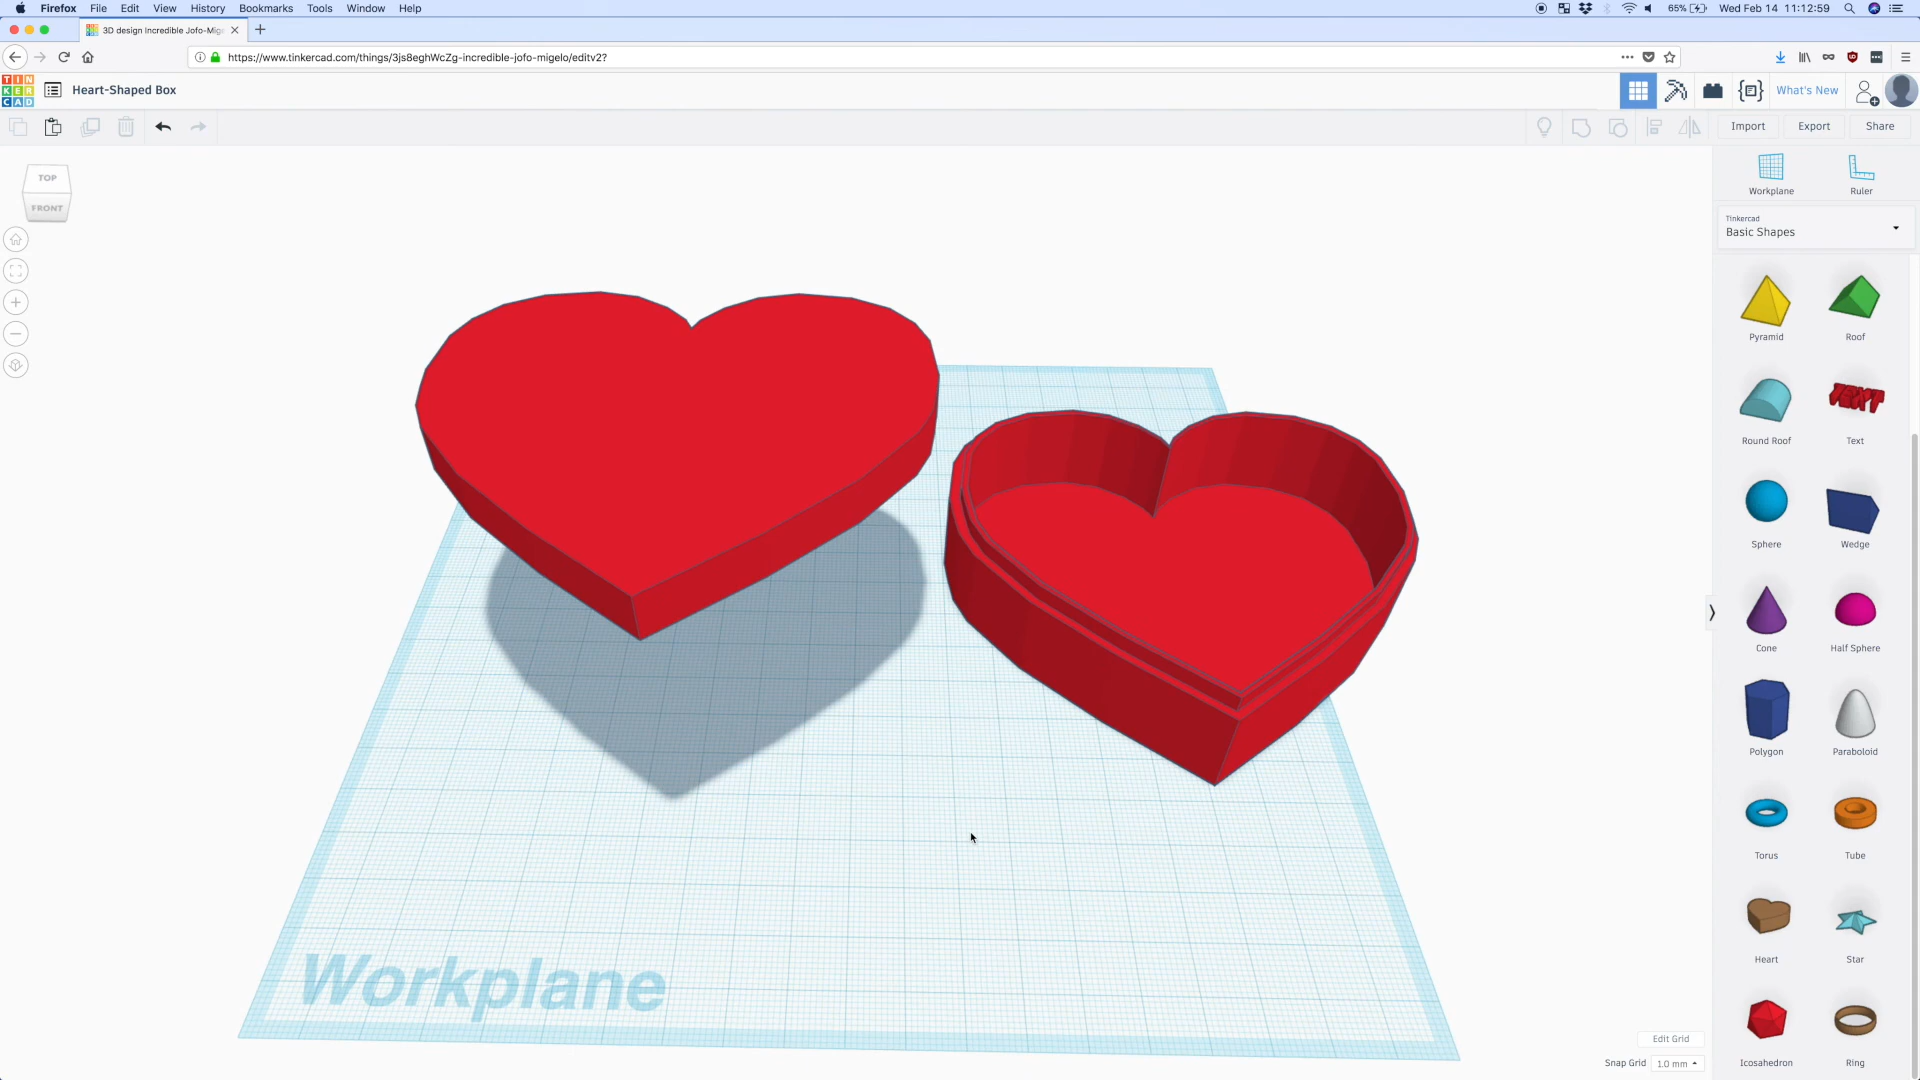 Firefox File Edit View History Bookmarks Tools Window Help 65% Wed Feb 14 11:12:59
3D design Incredible Jofo-Mig
https://www.tinkercad.com/things/3js8eghWcZg-incredible-jofo-migelo/editv2?
TIN
KER
CAD
Heart-Shaped Box
What's New
Import Export Share
TOP
FRONT
Workplane Ruler
Tinkercad
Basic Shapes
Pyramid Roof
TEXT
Round Roof Text
Sphere Wedge
Cone Half Sphere
Polygon Paraboloid
Torus Tube
Heart Star
Icosahedron Ring
Workplane
Edit Grid
Snap Grid 1.0 mm